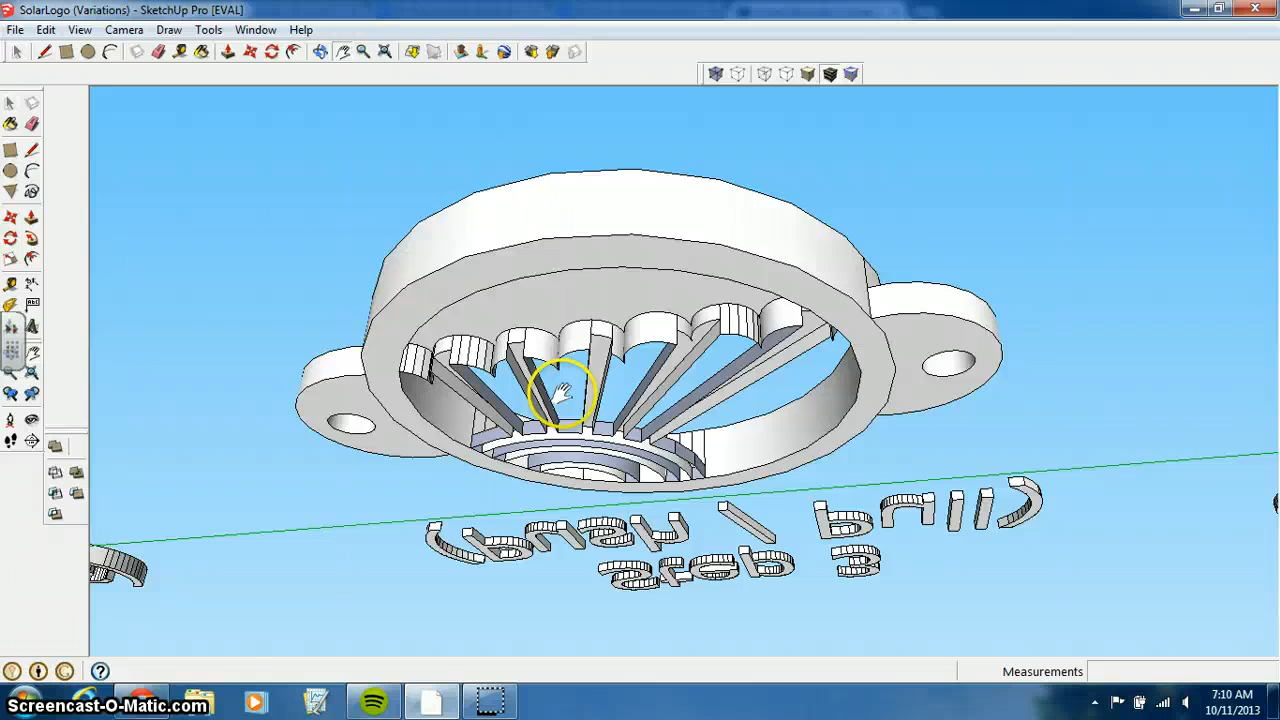 SolarLogo (Variations) - SketchUp Pro [EVAL]
File Edit View Camera Draw Tools Window Help
Abc
Measurements
Screencast-O-Matic.com
7:10 AM
10/11/2013